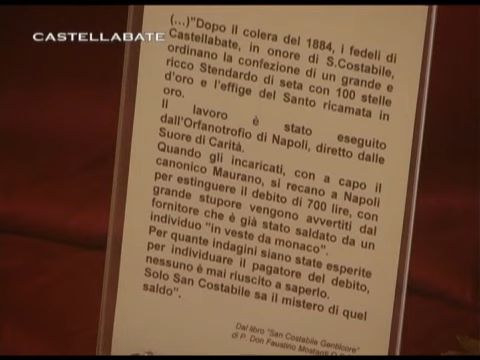 CASTELLABATE
(...)"Dopo il colera del 1884, i fedeli di
Castellabate, in onore di S.Costabile,
ordinano la confezione di un grande e
ricco Stendardo di seta con 100 stelle
d'oro e l'effige del Santo ricamata in
oro.
Il lavoro è stato eseguito
dall'Orfanotrofio di Napoli, diretto dalle
Suore di Carità.
Quando gli incaricati, con a capo il
canonico Maurano, si recano a Napoli
per estinguere il debito di 700 lire, con
grande stupore vengono avvertiti dal
fornitore che è già stato saldato da un
individuo "in veste da monaco".
Per quante indagini siano state esperite
per individuare il pagatore del debito,
nessuno è mai riuscito a saperlo.
Solo San Costabile sa il mistero di quel
saldo".
Dal libro "San Costabile Gentilcore"
di P. Don Faustino Mostardi